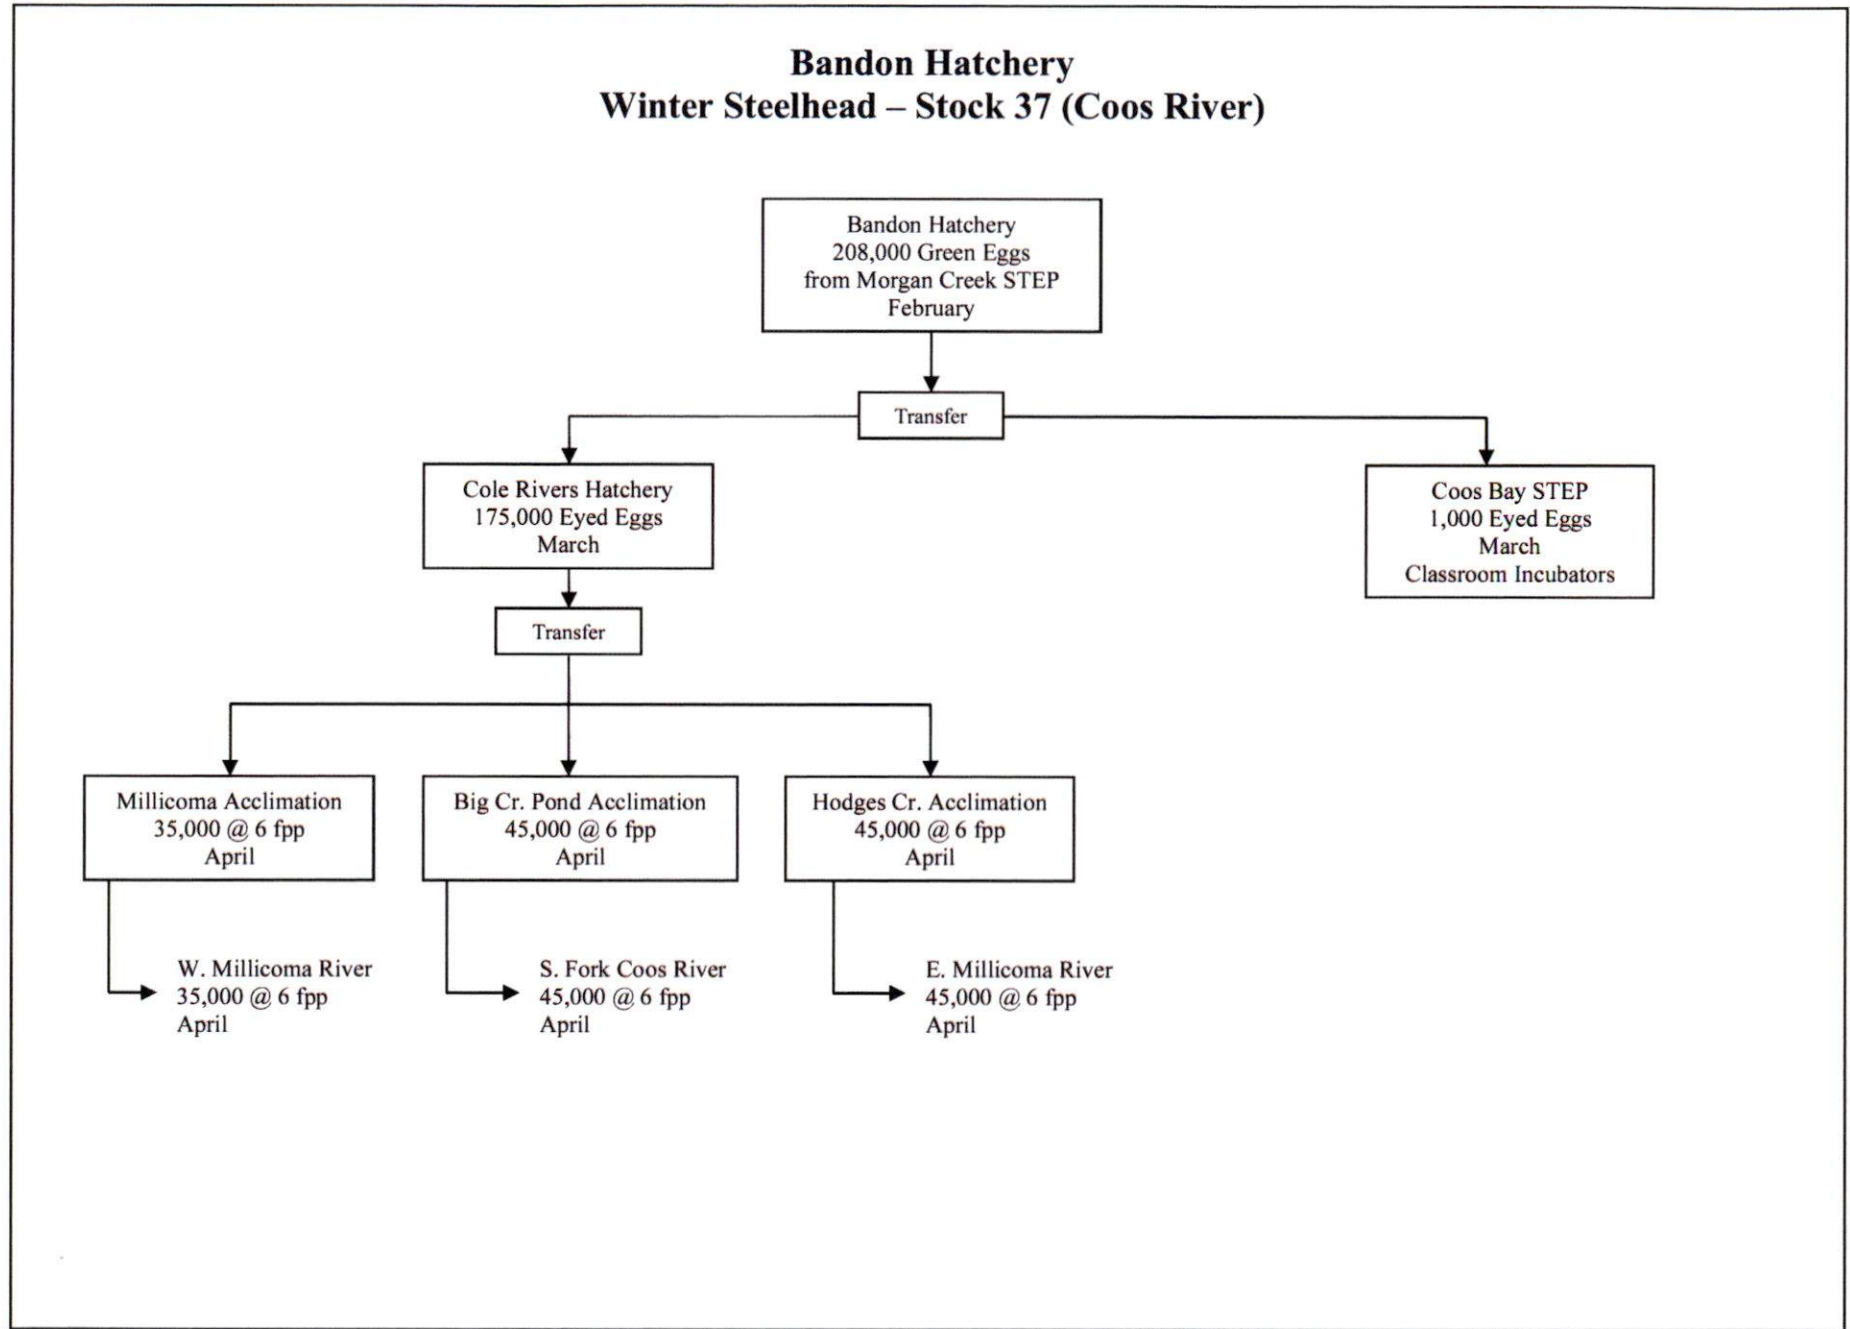 Bandon Hatchery
Winter Steelhead – Stock 37 (Coos River)
Bandon Hatchery
208,000 Green Eggs
from Morgan Creek STEP
February
Transfer
Cole Rivers Hatchery
175,000 Eyed Eggs
March
Coos Bay STEP
1,000 Eyed Eggs
March
Classroom Incubators
Transfer
Millicoma Acclimation
35,000 @ 6 fpp
April
Big Cr. Pond Acclimation
45,000 @ 6 fpp
April
Hodges Cr. Acclimation
45,000 @ 6 fpp
April
W. Millicoma River
35,000 @ 6 fpp
April
S. Fork Coos River
45,000 @ 6 fpp
April
E. Millicoma River
45,000 @ 6 fpp
April